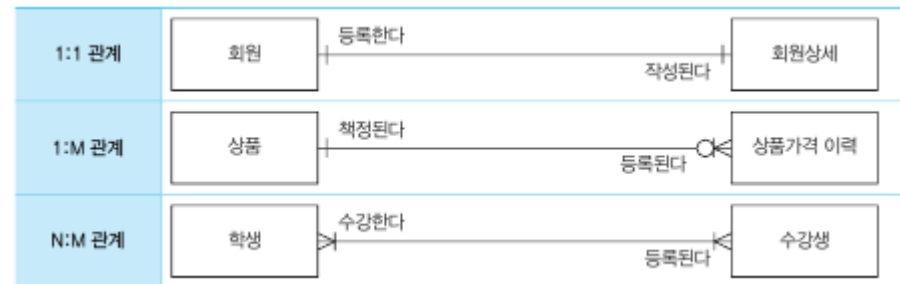 1:1 관계
회원
등록한다
작성된다
회원상세
1:M 관계
상품
책정된다
등록된다
상품가격 이력
N:M 관계
학생
수강한다
등록된다
수강생